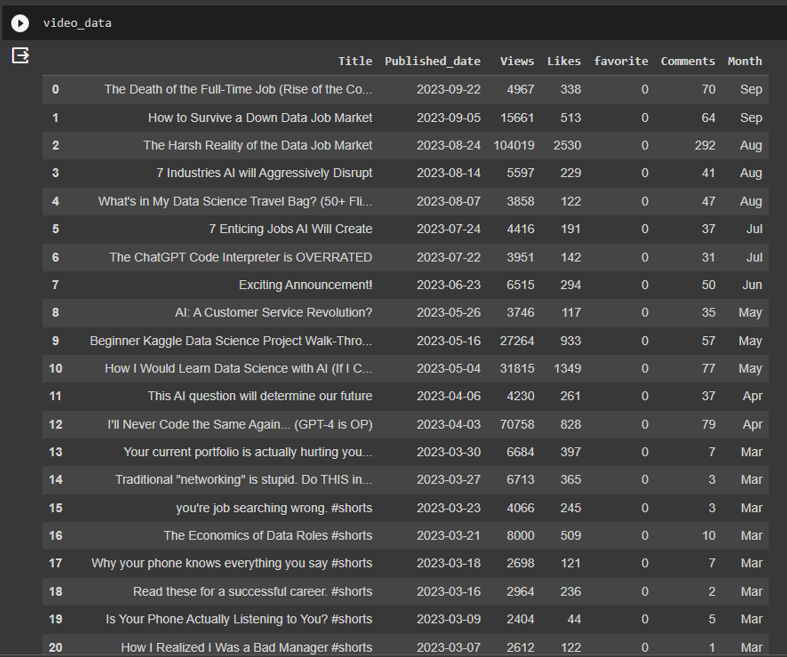 video_data
Title Published_date Views Likes favorite Comments Month
0 The Death of the Full-Time Job (Rise of the Co... 2023-09-22 4967 338 0 70 Sep
1 How to Survive a Down Data Job Market 2023-09-05 15661 513 0 64 Sep
2 The Harsh Reality of the Data Job Market 2023-08-24 104019 2530 0 292 Aug
3 7 Industries AI will Aggressively Disrupt 2023-08-14 5597 229 0 41 Aug
4 What's in My Data Science Travel Bag? (50+ Fli... 2023-08-07 3858 122 0 47 Aug
5 7 Enticing Jobs AI Will Create 2023-07-24 4416 191 0 37 Jul
6 The ChatGPT Code Interpreter is OVERRATED 2023-07-22 3951 142 0 31 Jul
7 Exciting Announcement! 2023-06-23 6515 294 0 50 Jun
8 AI: A Customer Service Revolution? 2023-05-26 3746 117 0 35 May
9 Beginner Kaggle Data Science Project Walk-Thro... 2023-05-16 27264 933 0 57 May
10 How I Would Learn Data Science with AI (If I C... 2023-05-04 31815 1349 0 77 May
11 This AI question will determine our future 2023-04-06 4230 261 0 37 Apr
12 I'll Never Code the Same Again... (GPT-4 is OP) 2023-04-03 70758 828 0 79 Apr
13 Your current portfolio is actually hurting you... 2023-03-30 6684 397 0 7 Mar
14 Traditional "networking" is stupid. Do THIS in... 2023-03-27 6713 365 0 3 Mar
15 you're job searching wrong. #shorts 2023-03-23 4066 245 0 3 Mar
16 The Economics of Data Roles #shorts 2023-03-21 8000 509 0 10 Mar
17 Why your phone knows everything you say #shorts 2023-03-18 2698 121 0 7 Mar
18 Read these for a successful career. #shorts 2023-03-16 2964 236 0 2 Mar
19 Is Your Phone Actually Listening to You? #shorts 2023-03-09 2404 44 0 5 Mar
20 How I Realized I Was a Bad Manager #shorts 2023-03-07 2612 122 0 1 Mar